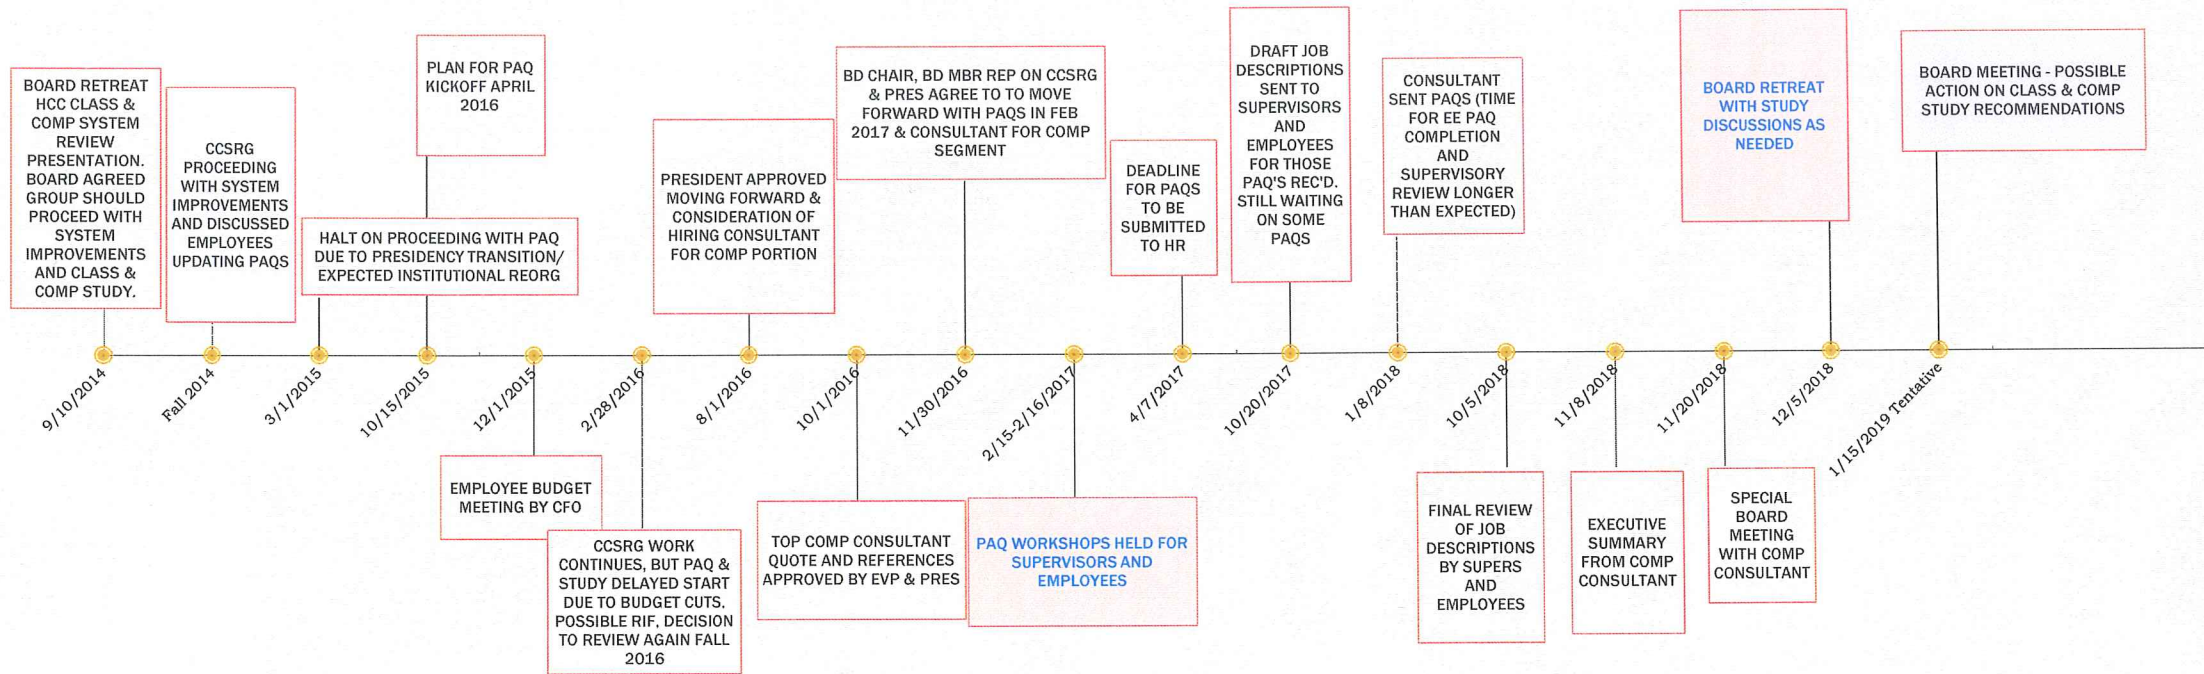 BOARD RETREAT
HCC CLASS &
COMP SYSTEM
REVIEW
PRESENTATION.
BOARD AGREED
GROUP SHOULD
PROCEED WITH
SYSTEM
IMPROVEMENTS
AND CLASS &
COMP STUDY.
CCSRG
PROCEEDING
WITH SYSTEM
IMPROVEMENTS
AND DISCUSSED
EMPLOYEES
UPDATING PAQS
PLAN FOR PAQ
KICKOFF APRIL
2016
HALT ON PROCEEDING WITH PAQ
DUE TO PRESIDENCY TRANSITION/
EXPECTED INSTITUTIONAL REORG
PRESIDENT APPROVED
MOVING FORWARD &
CONSIDERATION OF
HIRING CONSULTANT
FOR COMP PORTION
BD CHAIR, BD MBR REP ON CCSRG
& PRES AGREE TO TO MOVE
FORWARD WITH PAQS IN FEB
2017 & CONSULTANT FOR COMP
SEGMENT
DEADLINE
FOR PAQS
TO BE
SUBMITTED
TO HR
DRAFT JOB
DESCRIPTIONS
SENT TO
SUPERVISORS
AND
EMPLOYEES
FOR THOSE
PAQ'S REC'D.
STILL WAITING
ON SOME
PAQS
CONSULTANT
SENT PAQS (TIME
FOR EE PAQ
COMPLETION
AND
SUPERVISORY
REVIEW LONGER
THAN EXPECTED)
BOARD RETREAT
WITH STUDY
DISCUSSIONS AS
NEEDED
BOARD MEETING - POSSIBLE
ACTION ON CLASS & COMP
STUDY RECOMMENDATIONS
9/10/2014
Fall 2014
3/1/2015
10/15/2015
12/1/2015
2/28/2016
8/1/2016
10/1/2016
11/30/2016
2/15-2/16/2017
4/7/2017
10/20/2017
1/8/2018
10/5/2018
11/8/2018
11/20/2018
12/5/2018
1/15/2019 Tentative
EMPLOYEE BUDGET
MEETING BY CFO
CCSRG WORK
CONTINUES, BUT PAQ &
STUDY DELAYED START
DUE TO BUDGET CUTS,
POSSIBLE RIF, DECISION
TO REVIEW AGAIN FALL
2016
TOP COMP CONSULTANT
QUOTE AND REFERENCES
APPROVED BY EVP & PRES
PAQ WORKSHOPS HELD FOR
SUPERVISORS AND
EMPLOYEES
FINAL REVIEW
OF JOB
DESCRIPTIONS
BY SUPERS
AND
EMPLOYEES
EXECUTIVE
SUMMARY
FROM COMP
CONSULTANT
SPECIAL
BOARD
MEETING
WITH COMP
CONSULTANT